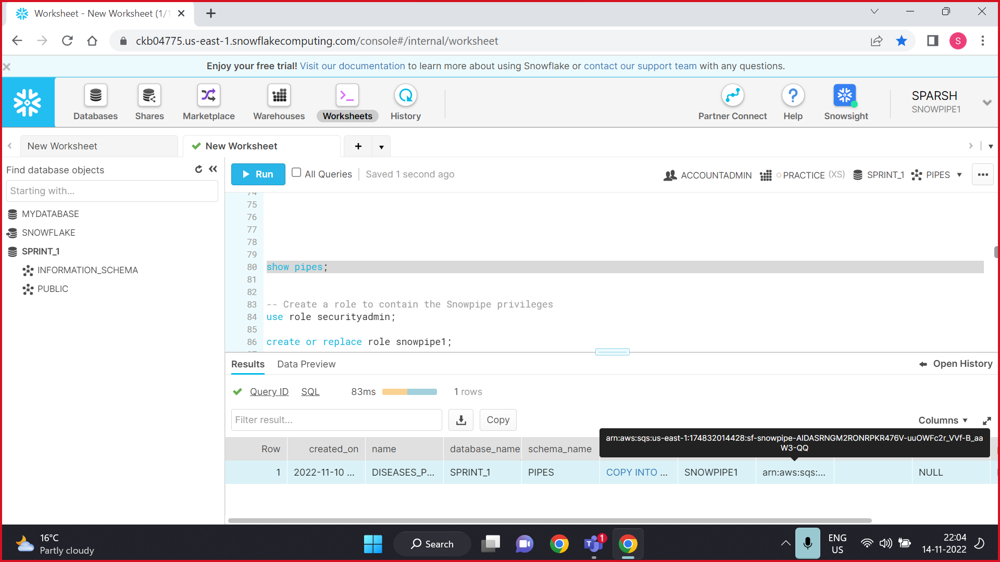 Worksheet - New Worksheet (1/1
ckb04775.us-east-1.snowflakecomputing.com/console#/internal/worksheet
S
Enjoy your free trial! Visit our documentation to learn more about using Snowflake or contact our support team with any questions.
Databases
Shares
Marketplace
Warehouses
Worksheets
History
Partner Connect
Help
Snowsight
SPARSH
SNOWPIPE1
New Worksheet
New Worksheet
Find database objects
Starting with...
MYDATABASE
SNOWFLAKE
SPRINT_1
INFORMATION_SCHEMA
PUBLIC
Run
All Queries
Saved 1 second ago
ACCOUNTADMIN
PRACTICE (XS)
SPRINT_1
PIPES
74
75
76
77
78
79
80 show pipes;
81
82
83 -- Create a role to contain the Snowpipe privileges
84 use role securityadmin;
85
86 create or replace role snowpipe1;
Results
Data Preview
Open History
Query ID
SQL
83ms
1 rows
Filter result...
Copy
Columns
arn:aws:sqs:us-east-1:174832014428:sf-snowpipe-AIDASRNGM2RONRPKR476V-uuOWFc2r_VVf-B_aa
W3-QQ
Row created_on name database_name schema_name
1 2022-11-10 ... DISEASES_P... SPRINT_1 PIPES COPY INTO ... SNOWPIPE1 arn:aws:sqs:... NULL
16°C
Partly cloudy
Search
1
ENG
US
22:04
14-11-2022